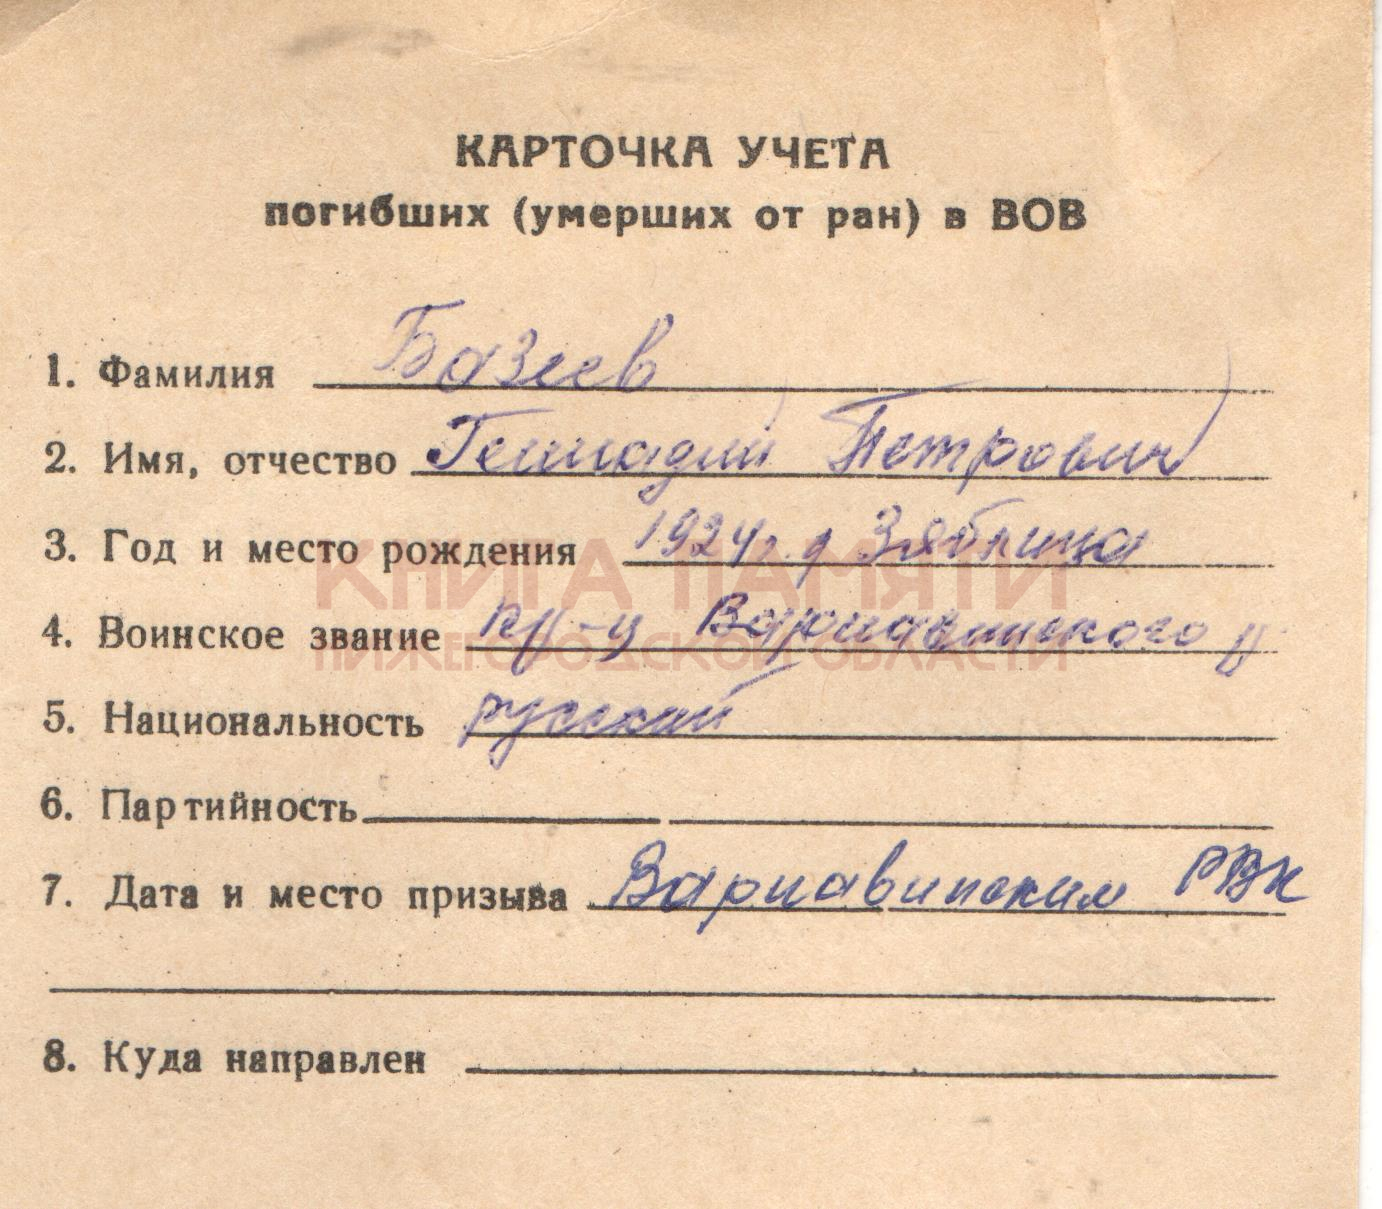 КАРТОЧКА УЧЕТА
погибших (умерших от ран) в ВОВ
1. Фамилия Базеев
2. Имя, отчество Геннадий Петрович
3. Год и место рождения 1924г. д Зяблица
КНИГА ПАМЯТИ
4. Воинское звание кр-ц Варнавинского р
НИЖЕГОРОДСКОЙ ОБЛАСТИ
5. Национальность русский
6. Партийность
7. Дата и место призыва Варнавинским РВК
8. Куда направлен